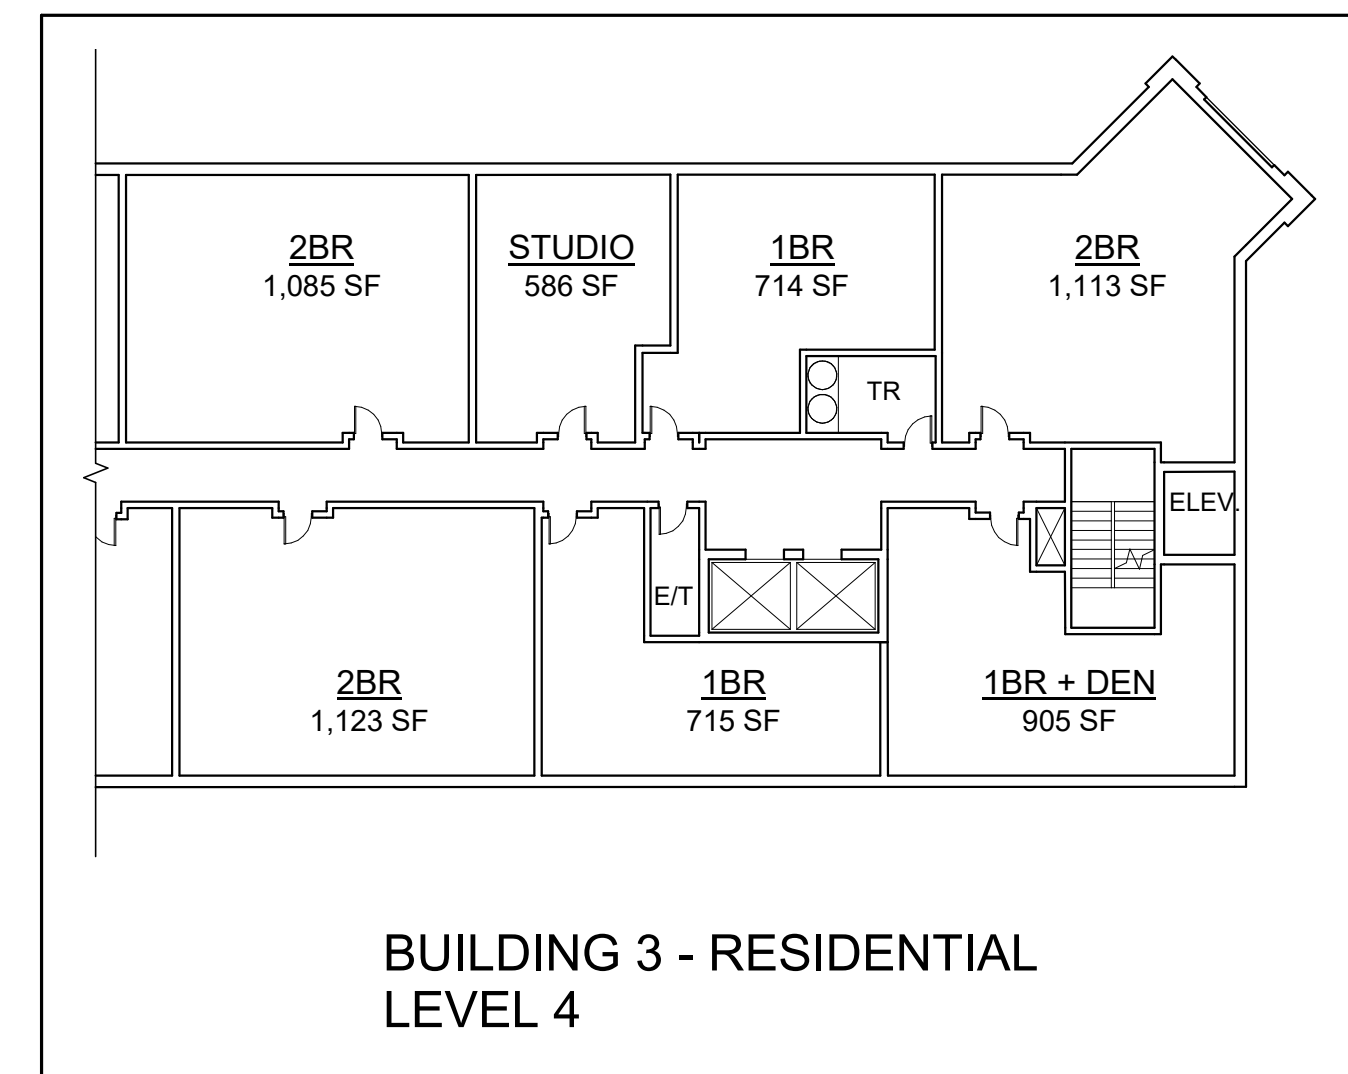 2BR
1,085 SF
STUDIO
586 SF
1BR
714 SF
2BR
1,113 SF
TR
ELEV.
E/T
2BR
1,123 SF
1BR
715 SF
1BR + DEN
905 SF
BUILDING 3 - RESIDENTIAL
LEVEL 4